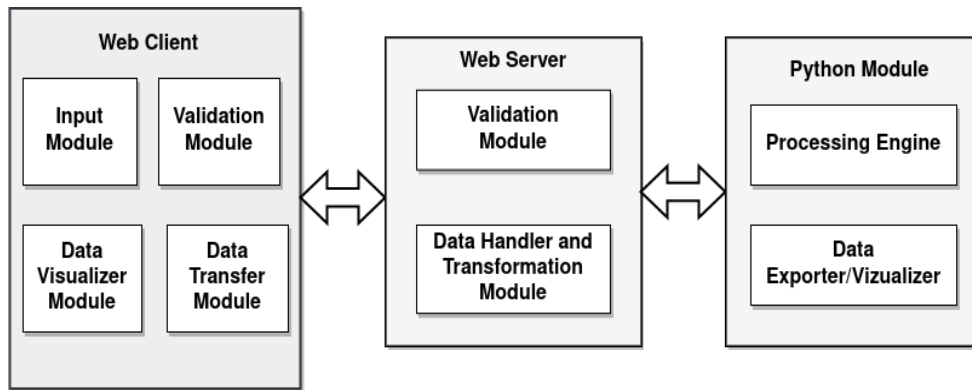 Web Client
Input
Module
Validation
Module
Data
Visualizer
Module
Data
Transfer
Module
Web Server
Validation
Module
Data Handler and
Transformation
Module
Python Module
Processing Engine
Data
Exporter/Vizualizer